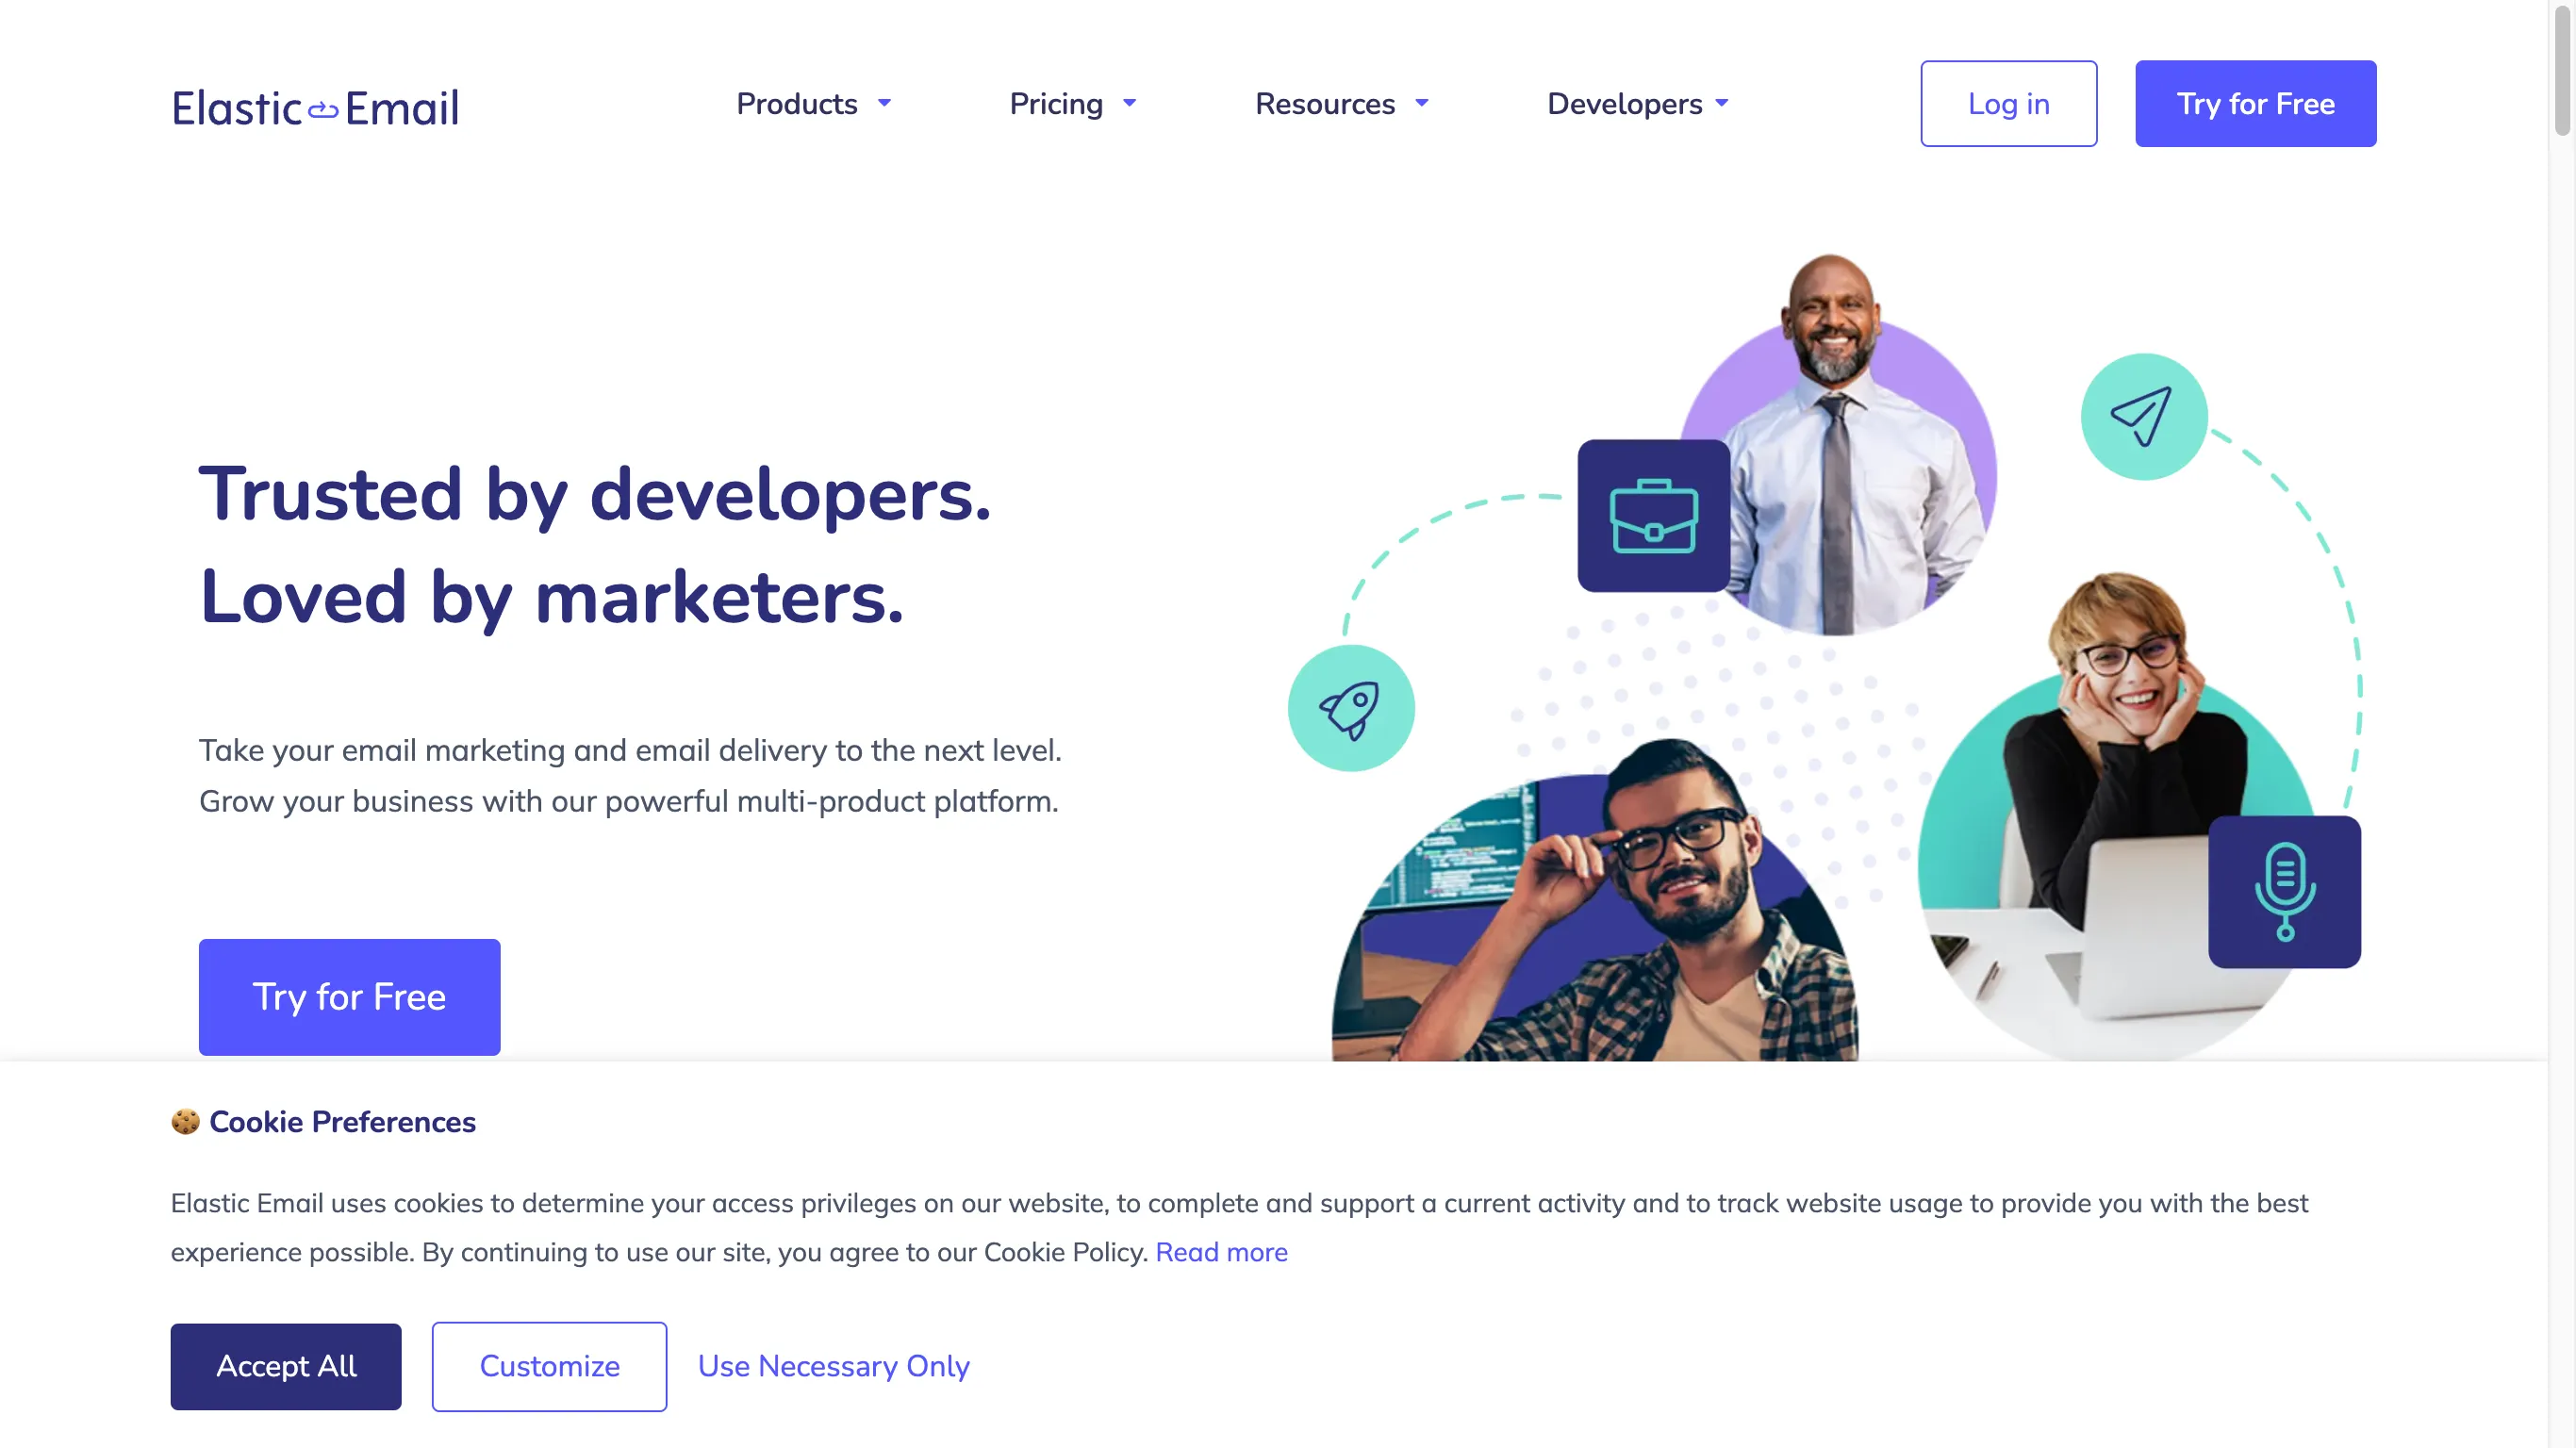 Elastic Email
Products
Pricing
Resources
Developers
Log in
Try for Free
Trusted by developers.
Loved by marketers.
Take your email marketing and email delivery to the next level.
Grow your business with our powerful multi-product platform.
Try for Free
🍪 Cookie Preferences
Elastic Email uses cookies to determine your access privileges on our website, to complete and support a current activity and to track website usage to provide you with the best
experience possible. By continuing to use our site, you agree to our Cookie Policy. Read more
Accept All
Customize
Use Necessary Only